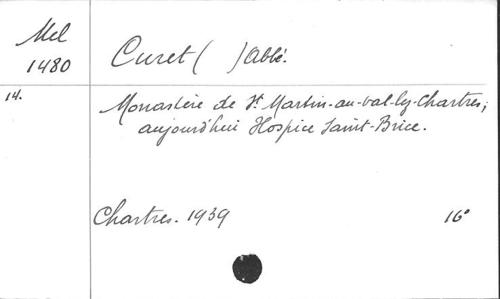 Mel
1480
Curet ( ) Abbé.
14.
Monastère de St Martin-au-val-lez-Chartres;
aujourd'hui Hospice Saint-Brice.
Chartres. 1939
16°